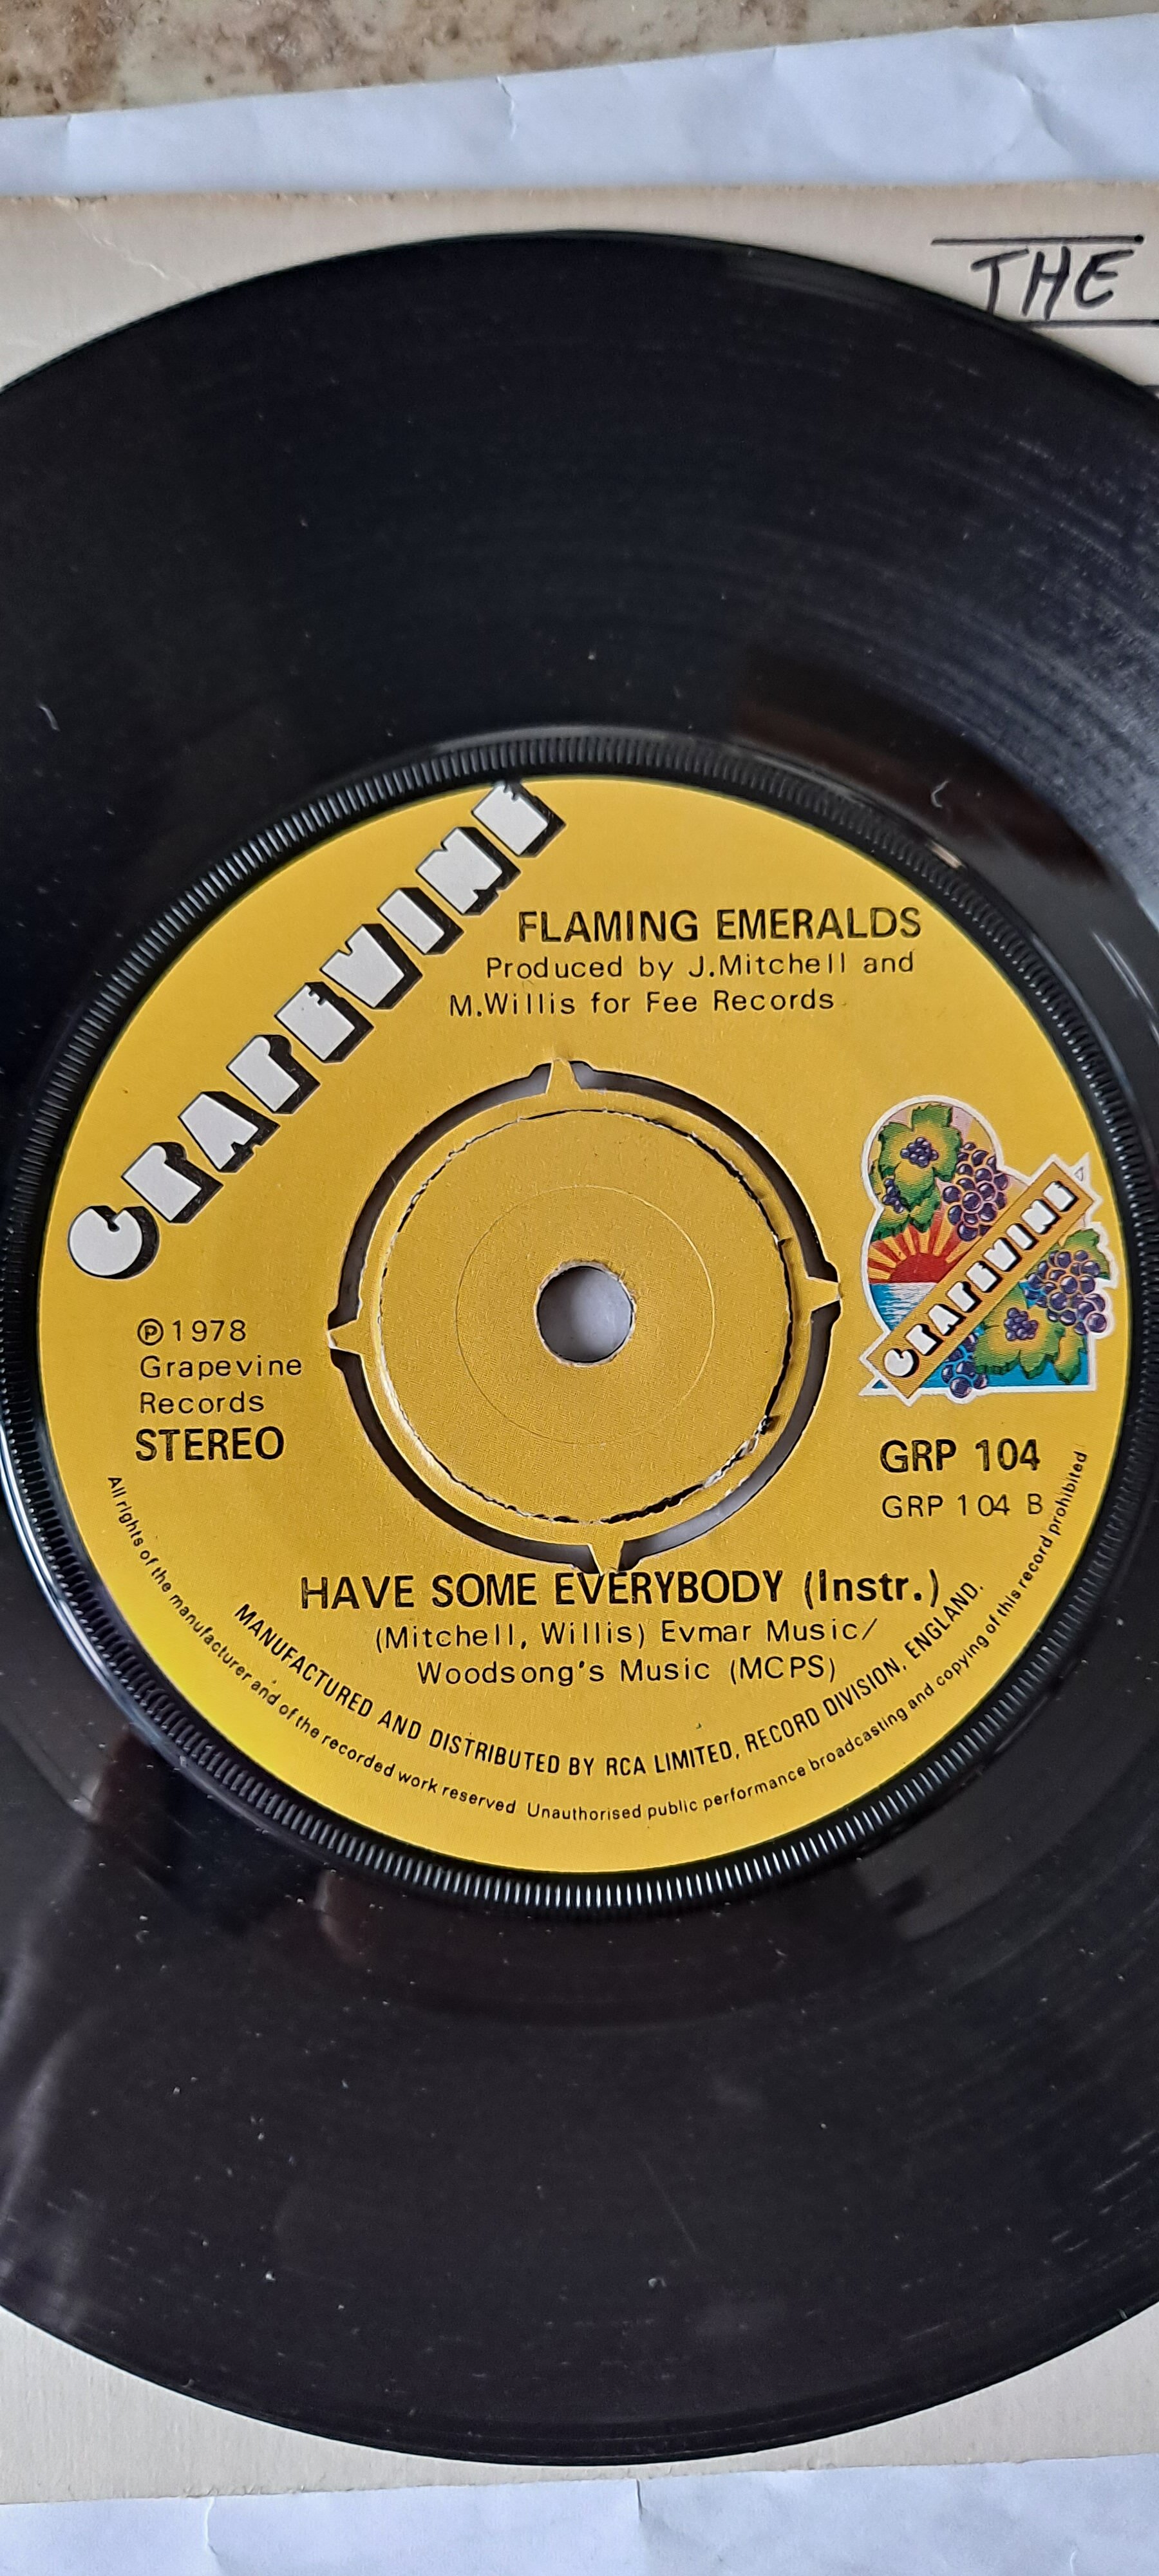 THE
GRAPEVINE
FLAMING EMERALDS
Produced by J.Mitchell and
M.Willis for Fee Records
GRAPEVINE
℗1978
Grapevine
Records
STEREO
GRP 104
GRP 104 B
HAVE SOME EVERYBODY (Instr.)
(Mitchell, Willis) Evmar Music/
Woodsong's Music (MCPS)
MANUFACTURED AND DISTRIBUTED BY RCA LIMITED, RECORD DIVISION, ENGLAND.
All rights of the manufacturer and of the recorded work reserved Unauthorised public performance broadcasting and copying of this record prohibited